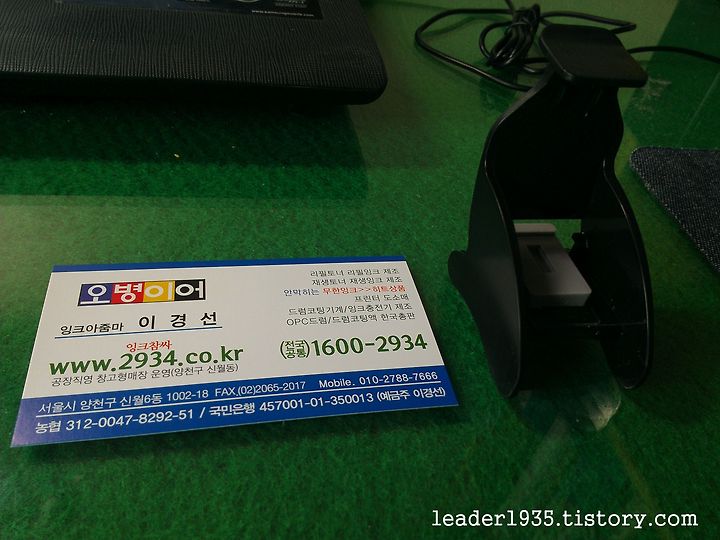 오병이어
잉크아줌마 이경선
잉크참싸
www.2934.co.kr
공장직영 창고형매장 운영(양천구 신월동)
리필토너 리필잉크 제조
재생토너 재생잉크 제조
안막히는 무한잉크>>히트상품
프린터 도소매
드럼코팅기계/잉크충전기 제조
OPC드럼/드럼코팅액 한국총판
(전국공통)1600-2934
서울시 양천구 신월6동 1002-18 FAX.(02)2065-2017 Mobile. 010-2788-7666
농협 312-0047-8292-51 / 국민은행 457001-01-350013 (예금주 이경선)
leader1935.tistory.com